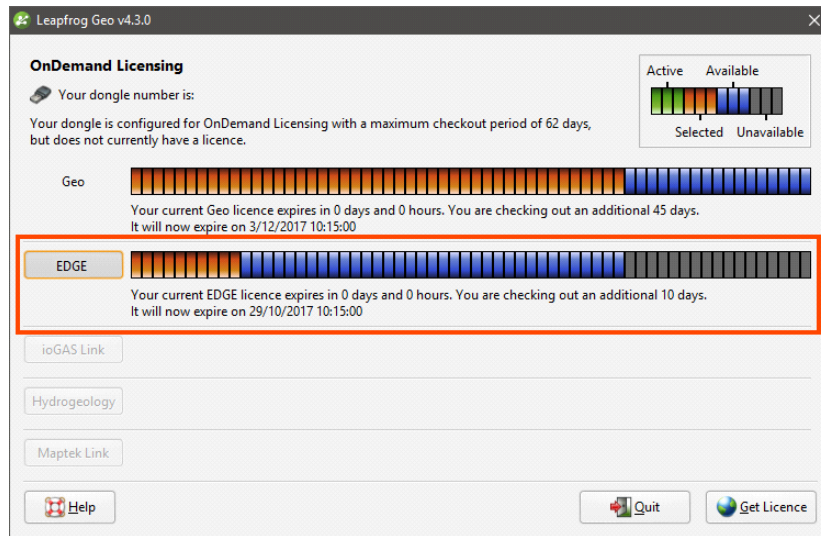 Leapfrog Geo v4.3.0
OnDemand Licensing
Your dongle number is:
Your dongle is configured for OnDemand Licensing with a maximum checkout period of 62 days,
but does not currently have a licence.
Active Available
Selected Unavailable
Geo
Your current Geo licence expires in 0 days and 0 hours. You are checking out an additional 45 days.
It will now expire on 3/12/2017 10:15:00
EDGE
Your current EDGE licence expires in 0 days and 0 hours. You are checking out an additional 10 days.
It will now expire on 29/10/2017 10:15:00
ioGAS Link
Hydrogeology
Maptek Link
Help
Quit
Get Licence